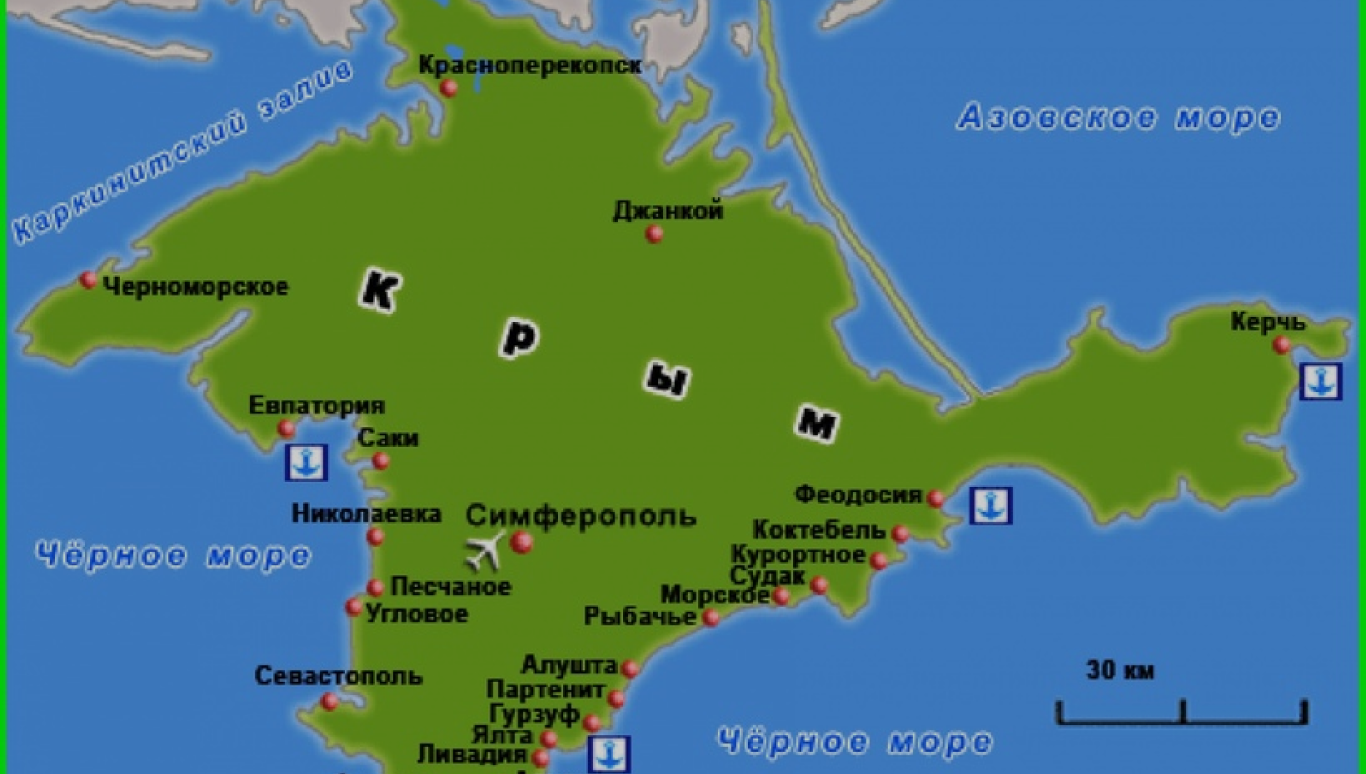 Красноперекопск
Каркинитский залив
Азовское море
Джанкой
Черноморское
К р ы м
Керчь
Евпатория
Саки
Феодосия
Николаевка
Симферополь
Коктебель
Чёрное море
Курортное
Судак
Песчаное
Морское
Угловое
Рыбачье
Алушта
30 км
Севастополь
Партенит
Гурзуф
Ялта
Чёрное море
Ливадия